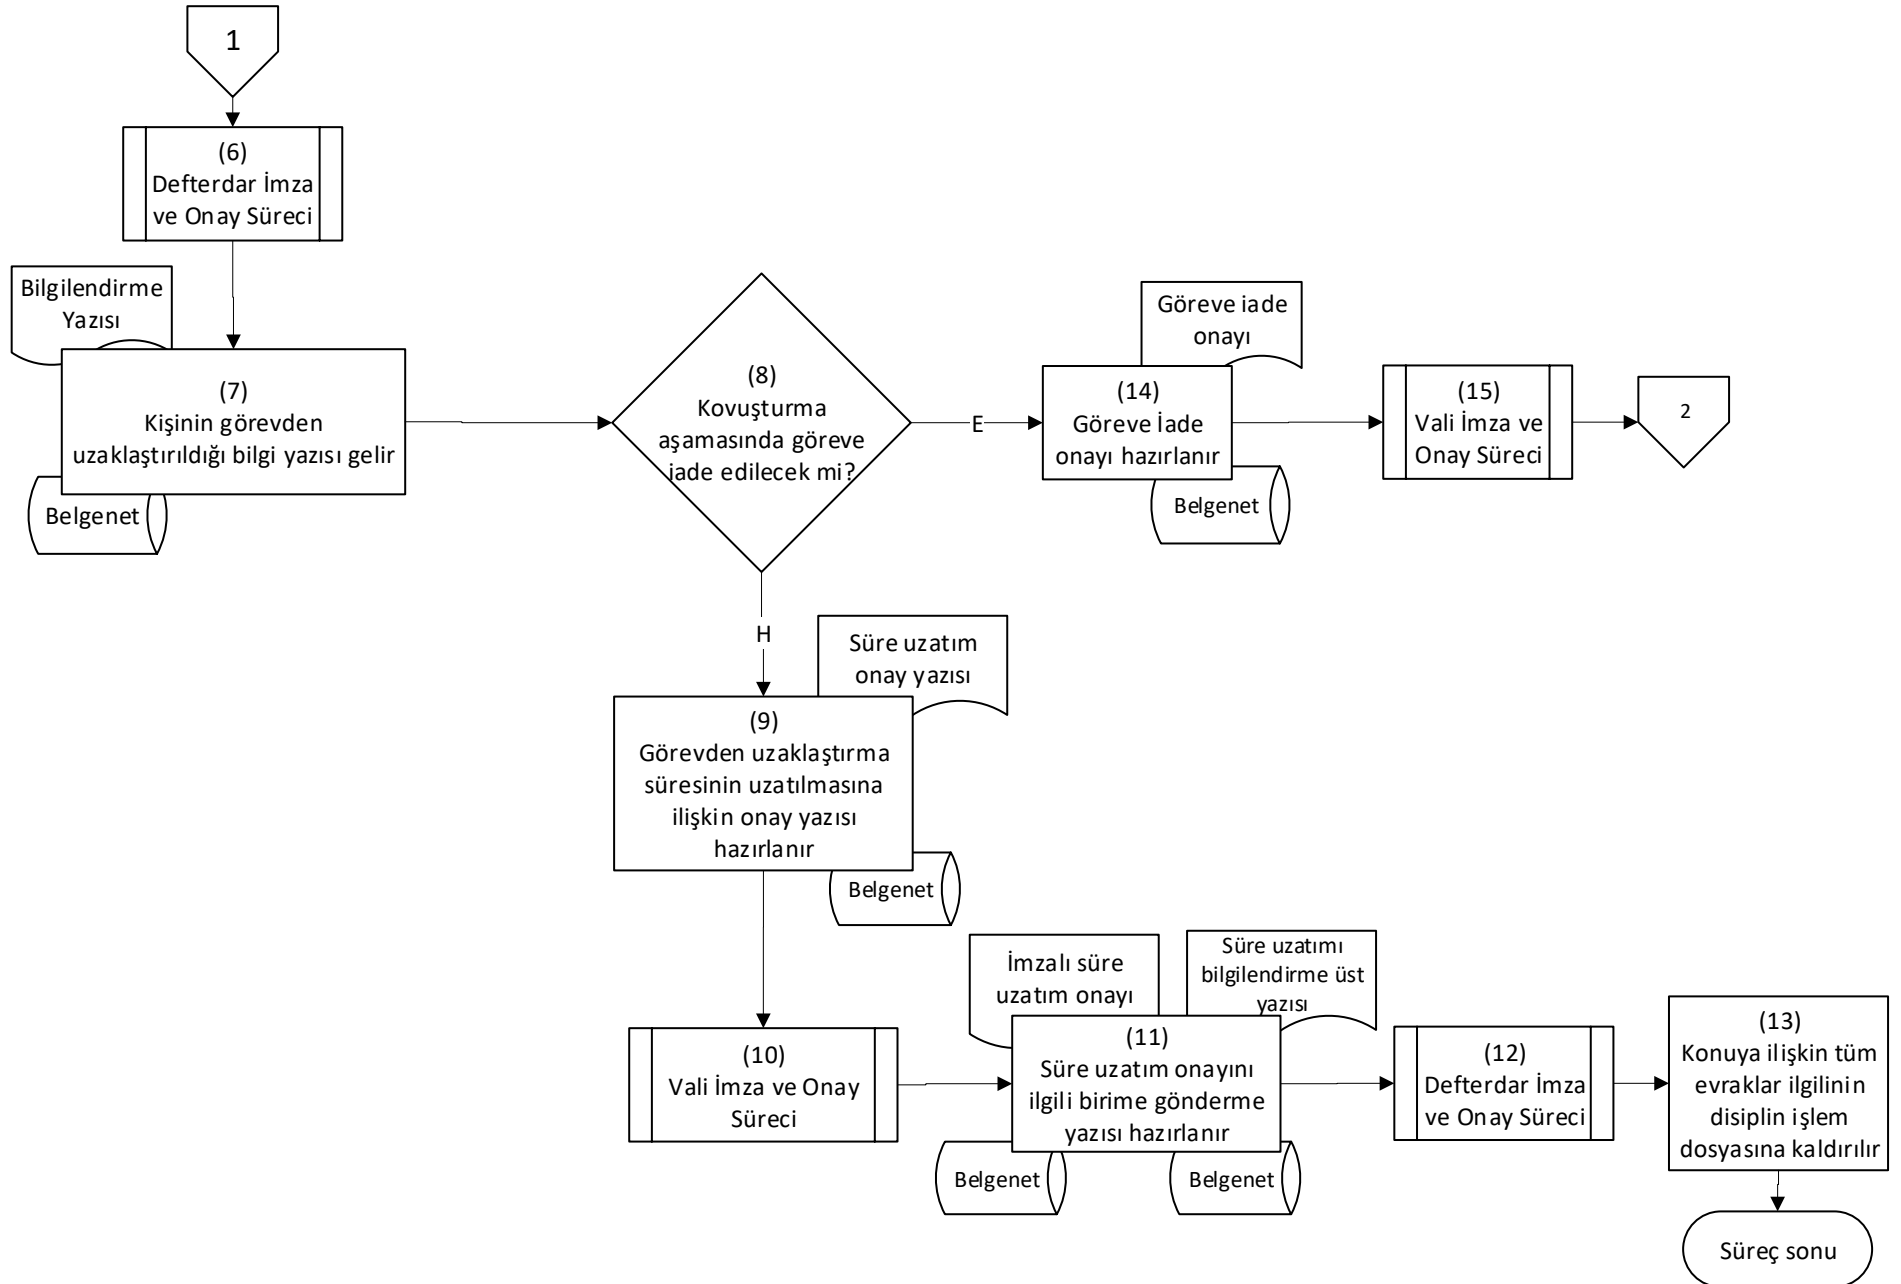 1
(6)
Defterdar İmza
ve Onay Süreci
Bilgilendirme
Yazısı
(7)
Kişinin görevden
uzaklaştırıldığı bilgi yazısı gelir
Belgenet
(8)
Kovuşturma
aşamasında göreve
iade edilecek mi?
E
Göreve iade
onayı
(14)
Göreve İade
onayı hazırlanır
Belgenet
(15)
Vali İmza ve
Onay Süreci
2
H
Süre uzatım
onay yazısı
(9)
Görevden uzaklaştırma
süresinin uzatılmasına
ilişkin onay yazısı
hazırlanır
Belgenet
(10)
Vali İmza ve Onay
Süreci
İmzalı süre
uzatım onayı
Süre uzatımı
bilgilendirme üst
yazısı
(11)
Süre uzatım onayını
ilgili birime gönderme
yazısı hazırlanır
Belgenet
Belgenet
(12)
Defterdar İmza
ve Onay Süreci
(13)
Konuya ilişkin tüm
evraklar ilgilinin
disiplin işlem
dosyasına kaldırılır
Süreç sonu